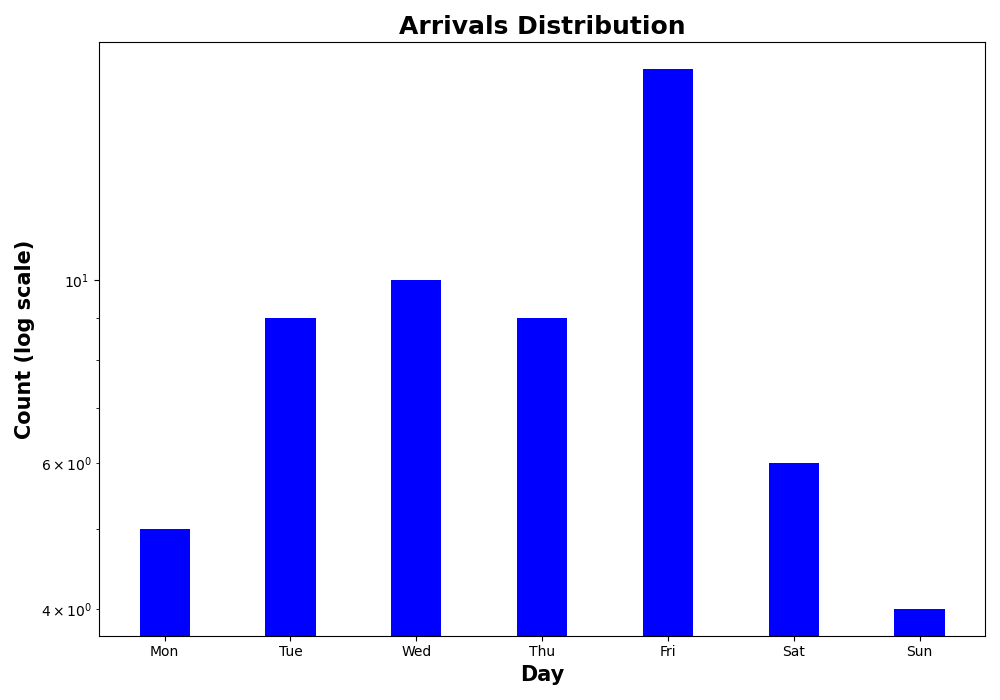 Arrivals Distribution
Count (log scale)
10¹
6 × 10⁰
4 × 10⁰
Mon Tue Wed Thu Fri Sat Sun
Day